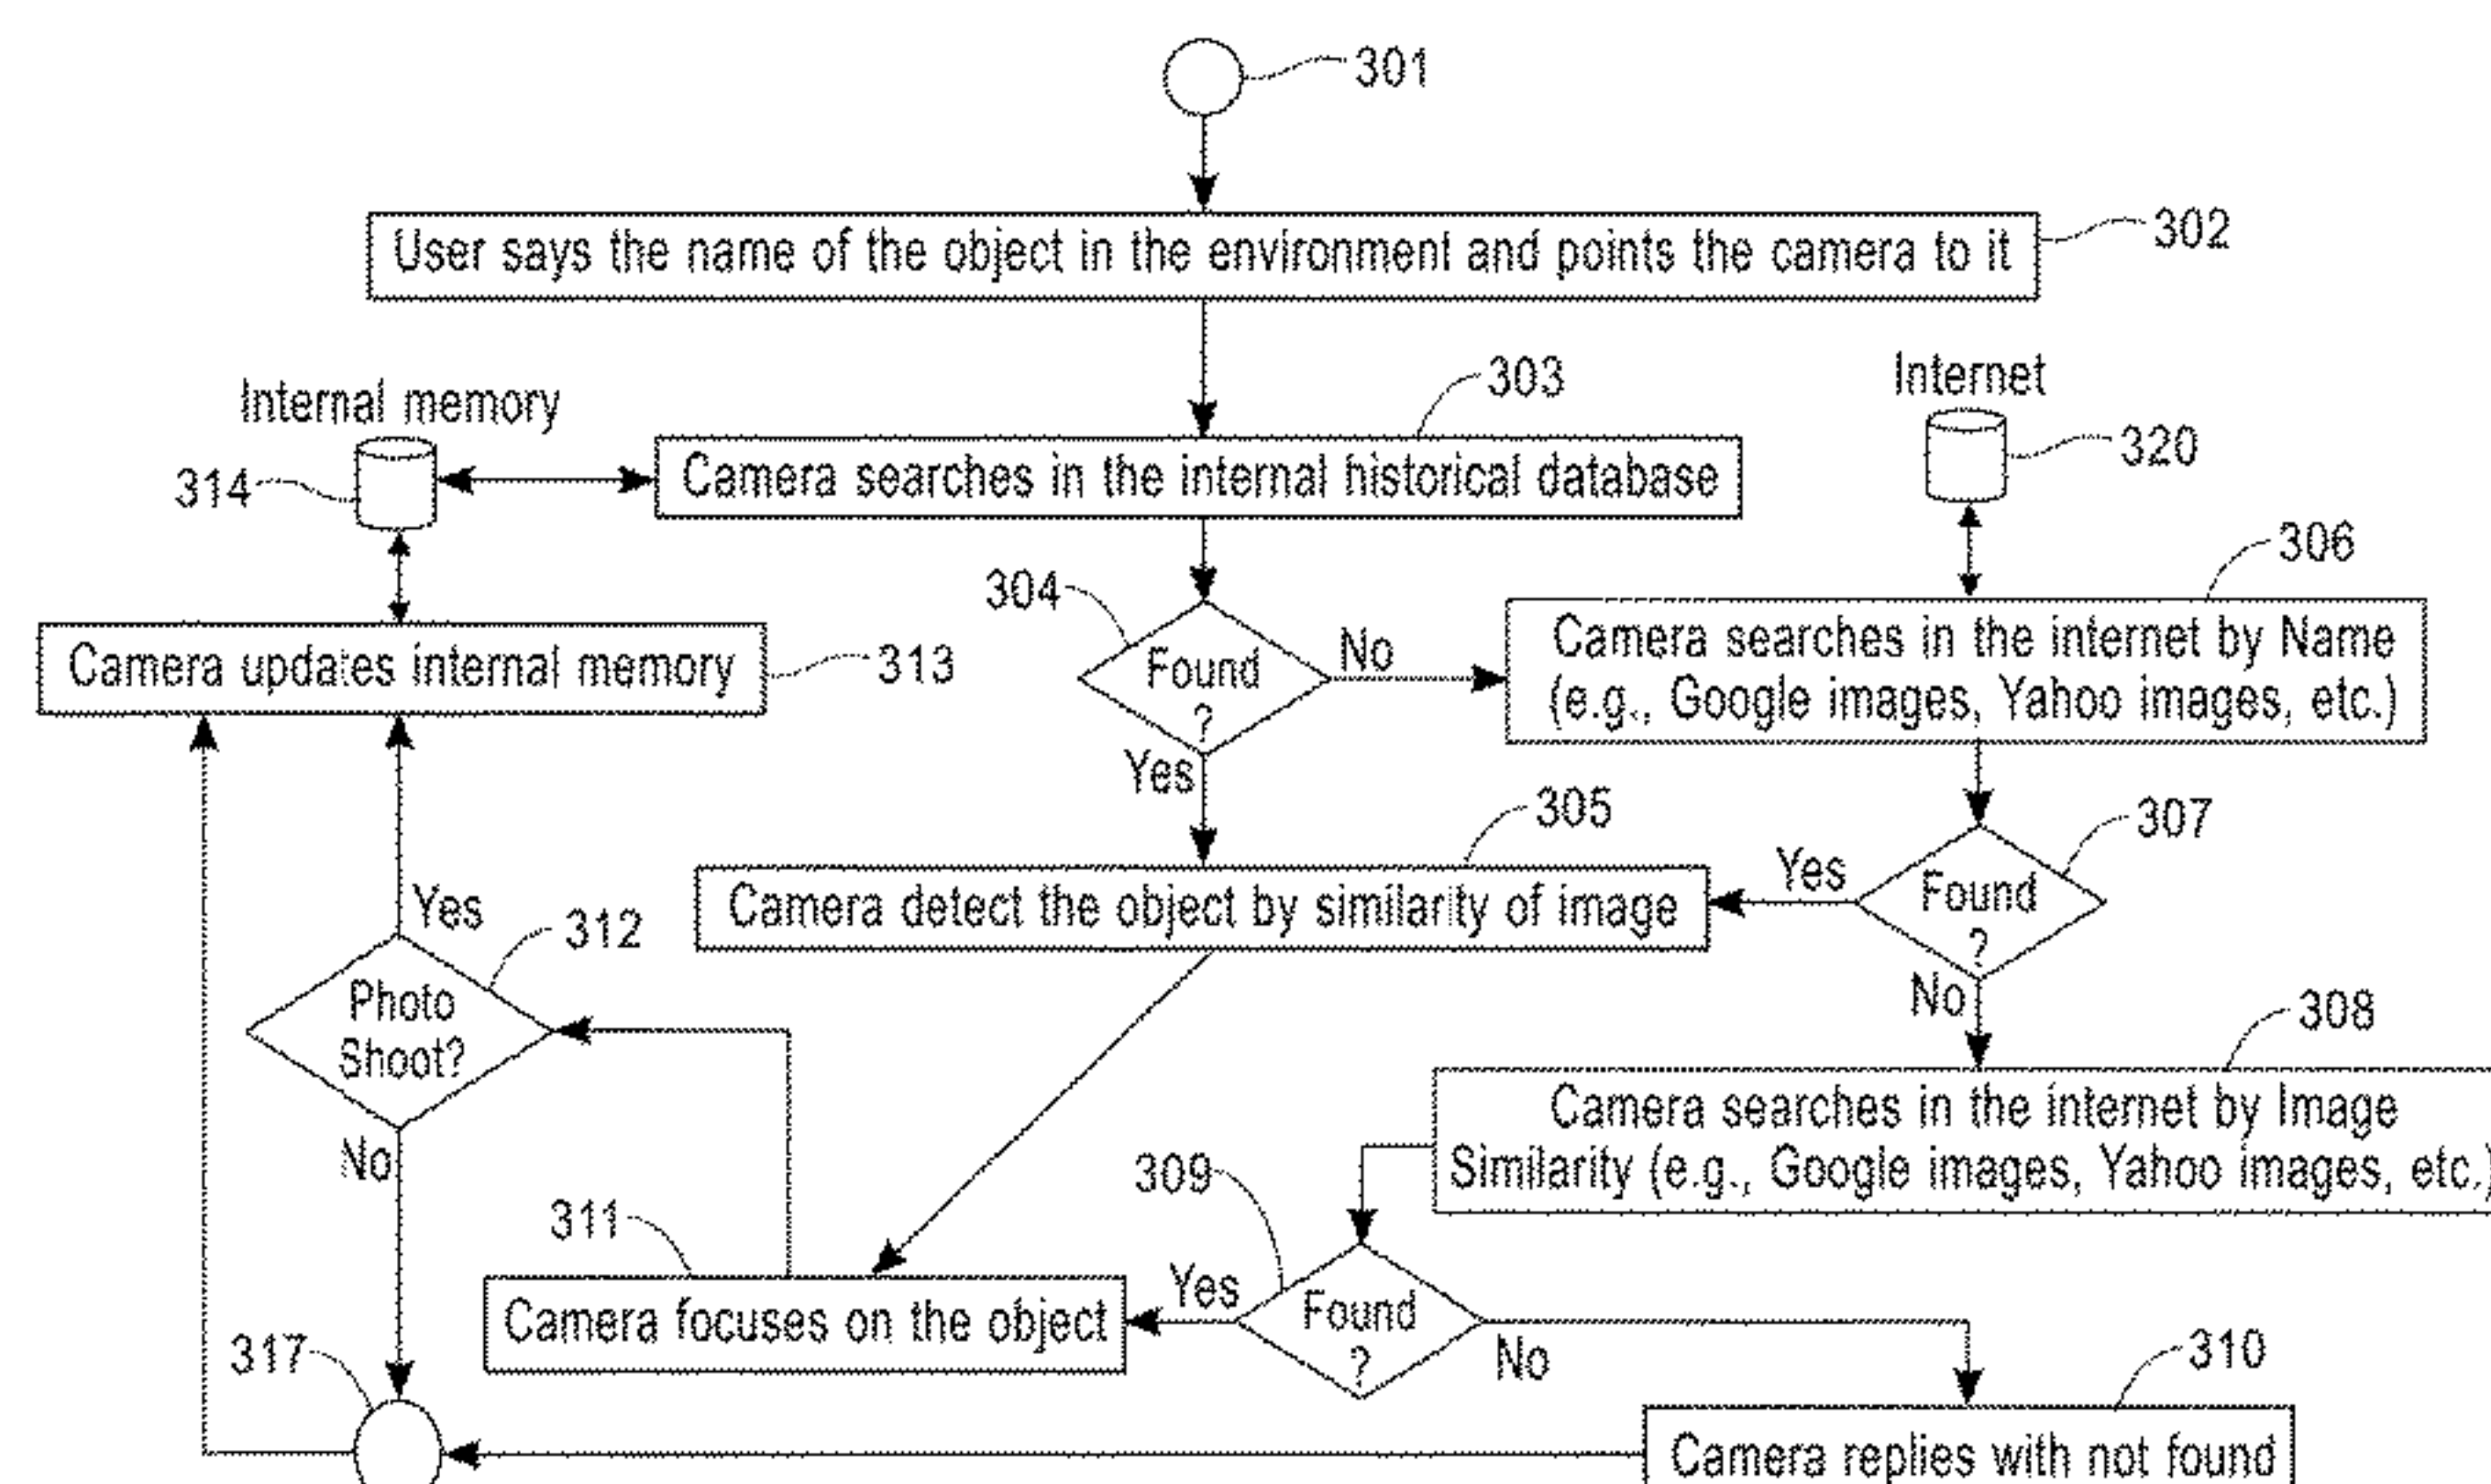 301
User says the name of the object in the environment and points the camera to it
302
303
Internal memory
Internet
314
Camera searches in the internal historical database
320
306
304
Camera updates internal memory
313
Found
?
No
Camera searches in the internet by Name
(e.g., Google images, Yahoo images, etc.)
Yes
305
307
Camera detect the object by similarity of image
Yes
Found
?
No
Yes
312
Photo
Shoot?
No
308
Camera searches in the internet by Image
Similarity (e.g., Google images, Yahoo images, etc.)
309
311
Camera focuses on the object
Yes
Found
?
No
317
310
Camera replies with not found